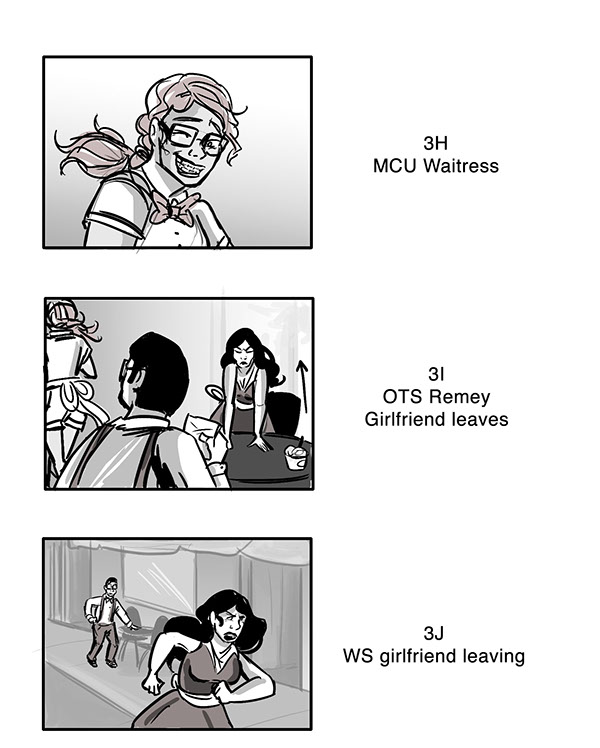 3H
MCU Waitress
3I
OTS Remey
Girlfriend leaves
3J
WS girlfriend leaving